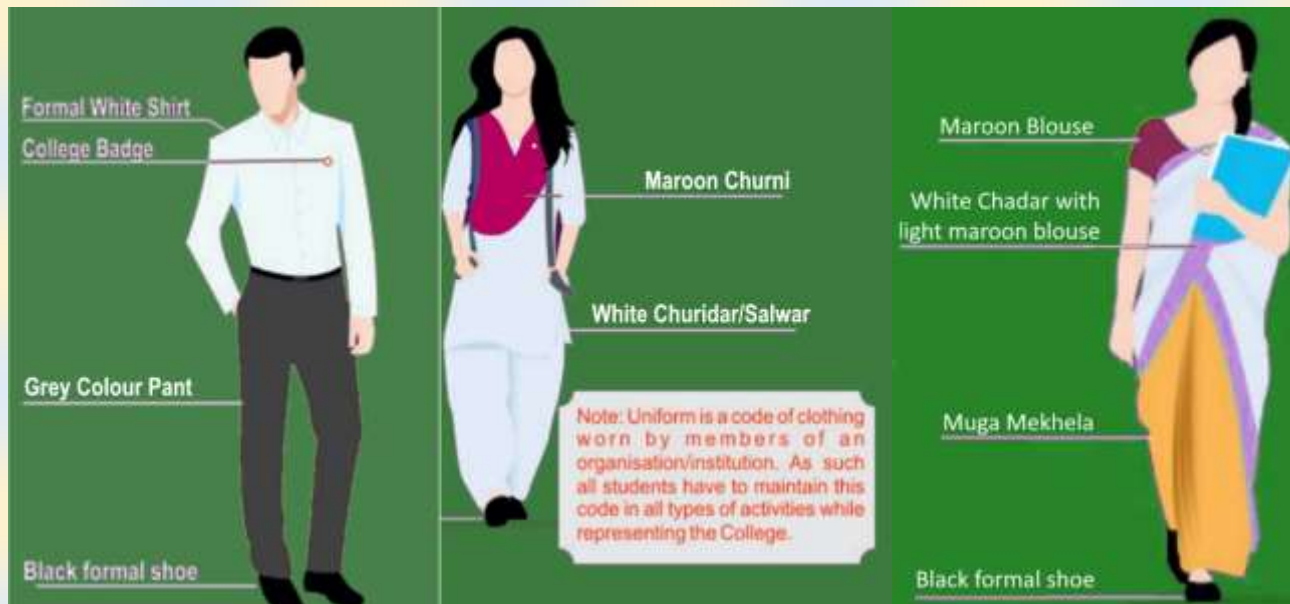 Formal White Shirt
College Badge
Grey Colour Pant
Black formal shoe
Maroon Churni
White Churidar/Salwar
Note: Uniform is a code of clothing
worn by members of an
organisation/institution. As such
all students have to maintain this
code in all types of activities while
representing the College.
Maroon Blouse
White Chadar with
light maroon blouse
Muga Mekhela
Black formal shoe